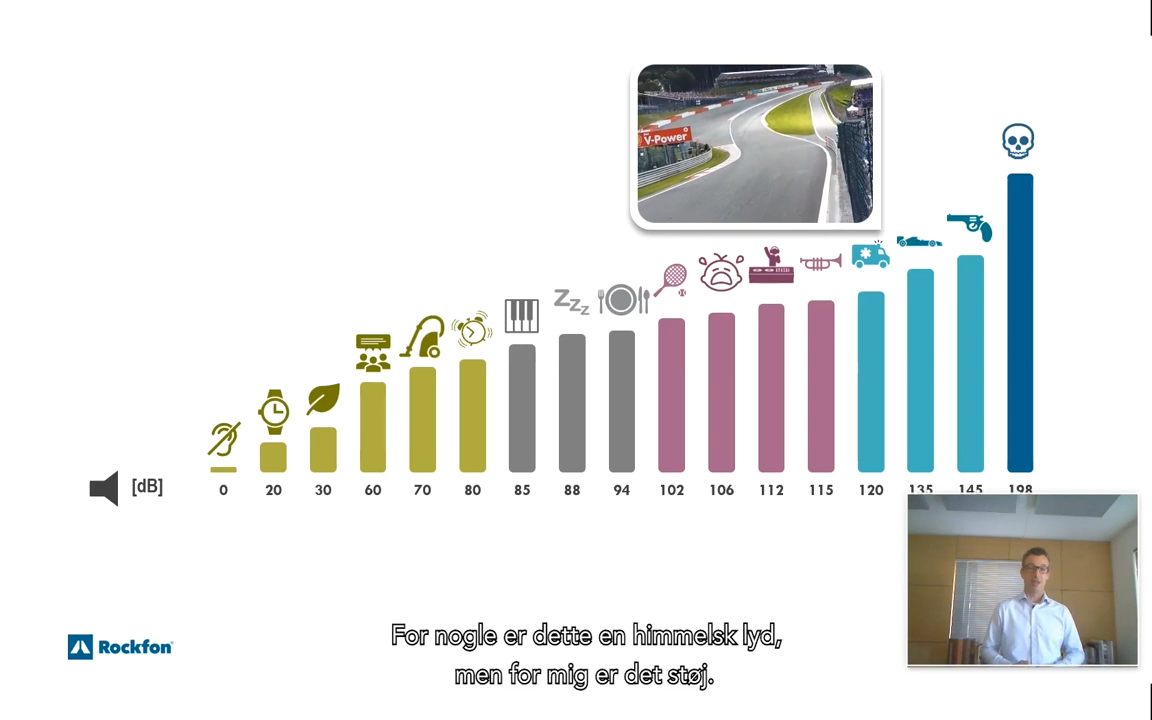 V-Power
ZZZ
[dB]
0 20 30 60 70 80 85 88 94 102 106 112 115 120 135 145 198
Rockfon
For nogle er dette en himmelsk lyd,
men for mig er det støj.